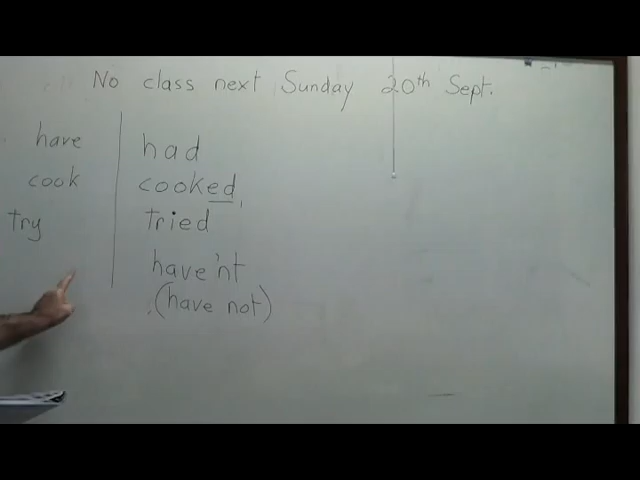 No class next Sunday 20th Sept.
have had
cook cooked
try tried
have'nt
(have not)